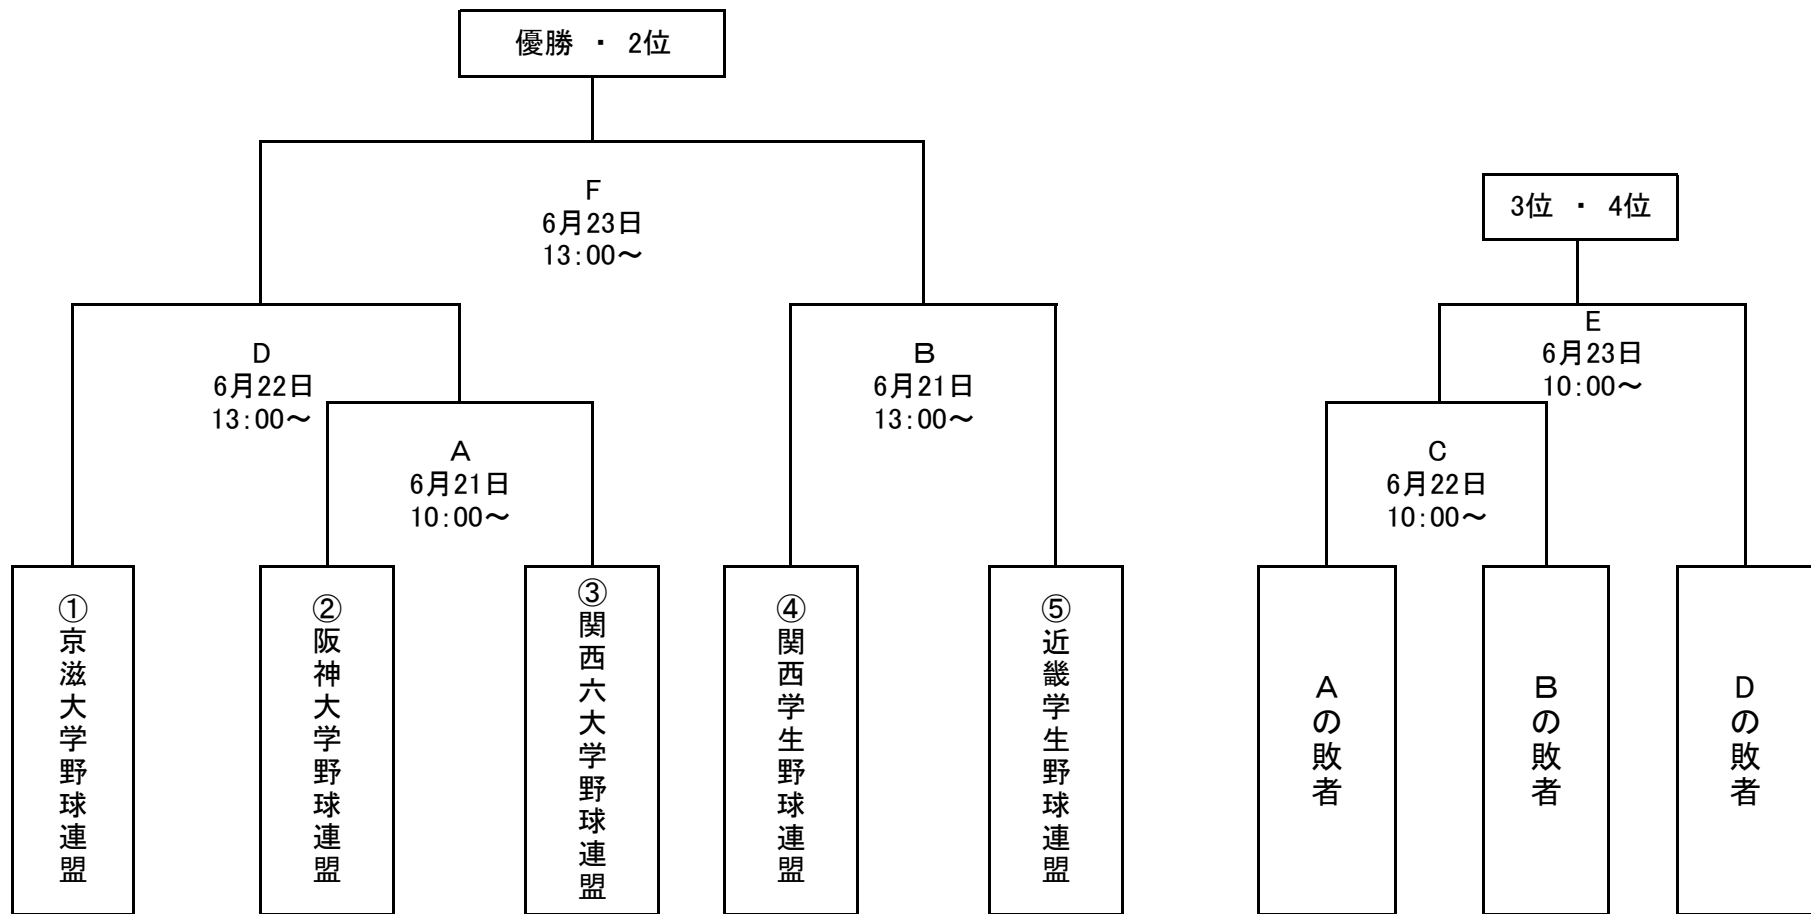 優勝 ・ 2位
F
6月23日
13:00～
3位 ・ 4位
D
6月22日
13:00～
B
6月21日
13:00～
E
6月23日
10:00～
A
6月21日
10:00～
C
6月22日
10:00～
①京滋大学野球連盟
②阪神大学野球連盟
③関西六大学野球連盟
④関西学生野球連盟
⑤近畿学生野球連盟
Aの敗者
Bの敗者
Dの敗者